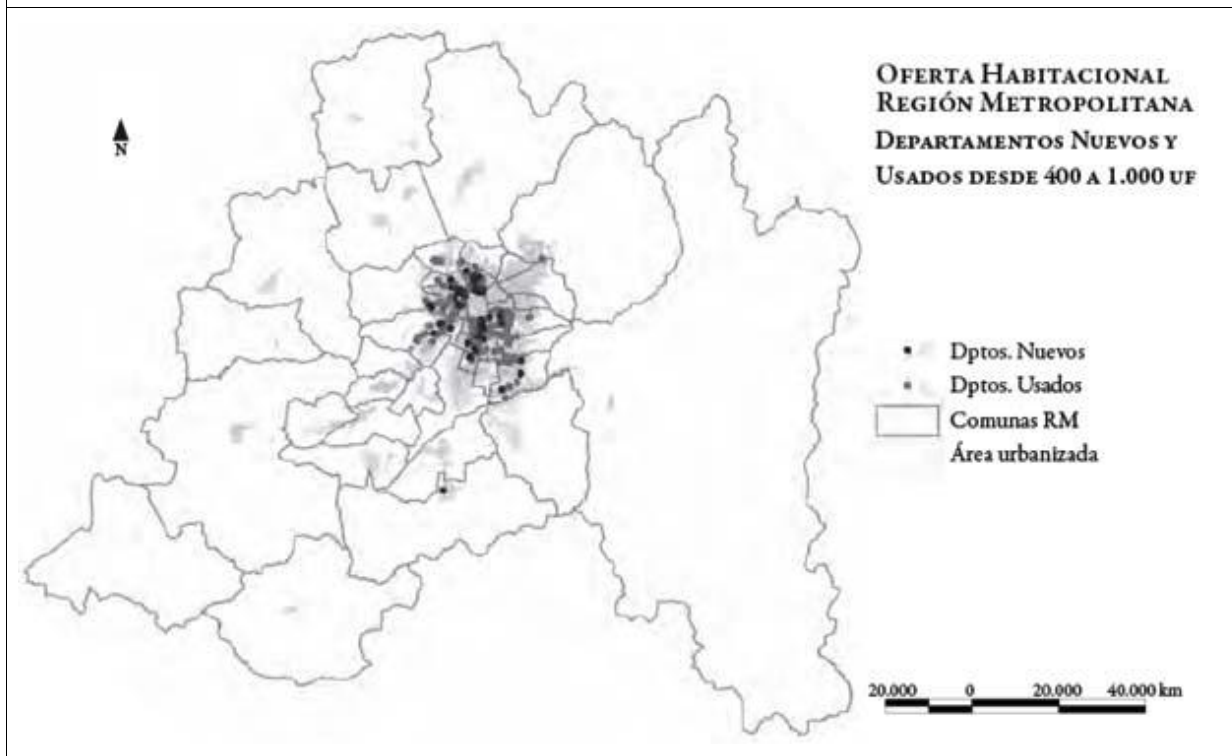 OFERTA HABITACIONAL
REGIÓN METROPOLITANA
DEPARTAMENTOS NUEVOS Y
USADOS DESDE 400 A 1.000 UF
N
Dptos. Nuevos
Dptos. Usados
Comunas RM
Área urbanizada
20.000 0 20.000 40.000 km